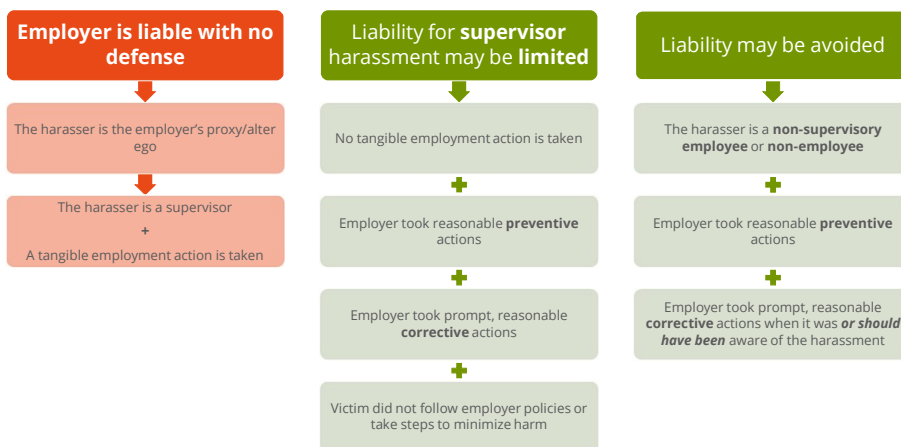 Employer is liable with no
defense
The harasser is the employer's proxy/alter
ego
The harasser is a supervisor
+
A tangible employment action is taken
Liability for supervisor
harassment may be limited
No tangible employment action is taken
Employer took reasonable preventive
actions
Employer took prompt, reasonable
corrective actions
Victim did not follow employer policies or
take steps to minimize harm
Liability may be avoided
The harasser is a non-supervisory
employee or non-employee
Employer took reasonable preventive
actions
Employer took prompt, reasonable
corrective actions when it was or should
have been aware of the harassment